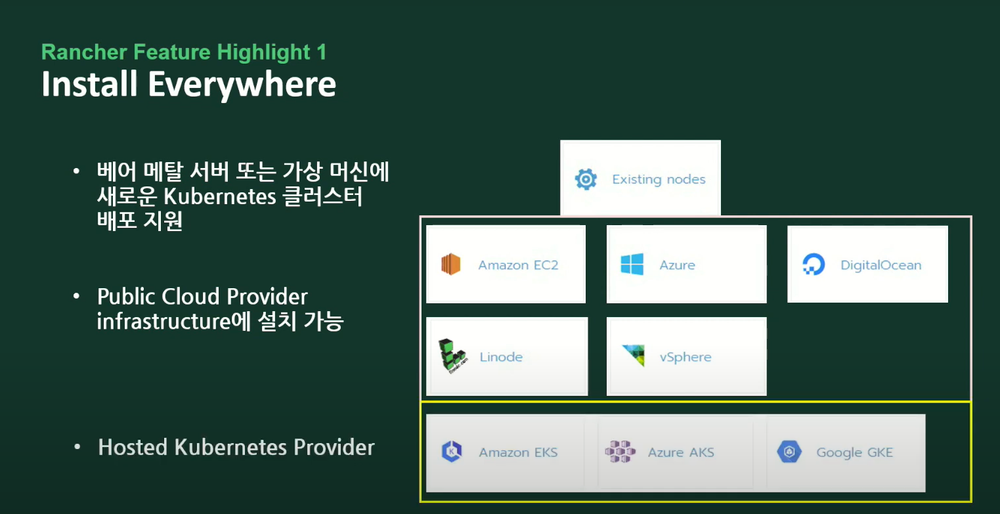 Rancher Feature Highlight 1
Install Everywhere
• 베어 메탈 서버 또는 가상 머신에
새로운 Kubernetes 클러스터
배포 지원
• Public Cloud Provider
infrastructure에 설치 가능
• Hosted Kubernetes Provider
Existing nodes
Amazon EC2
Azure
DigitalOcean
linode.com
Linode
vSphere
Amazon EKS
Azure AKS
Google GKE